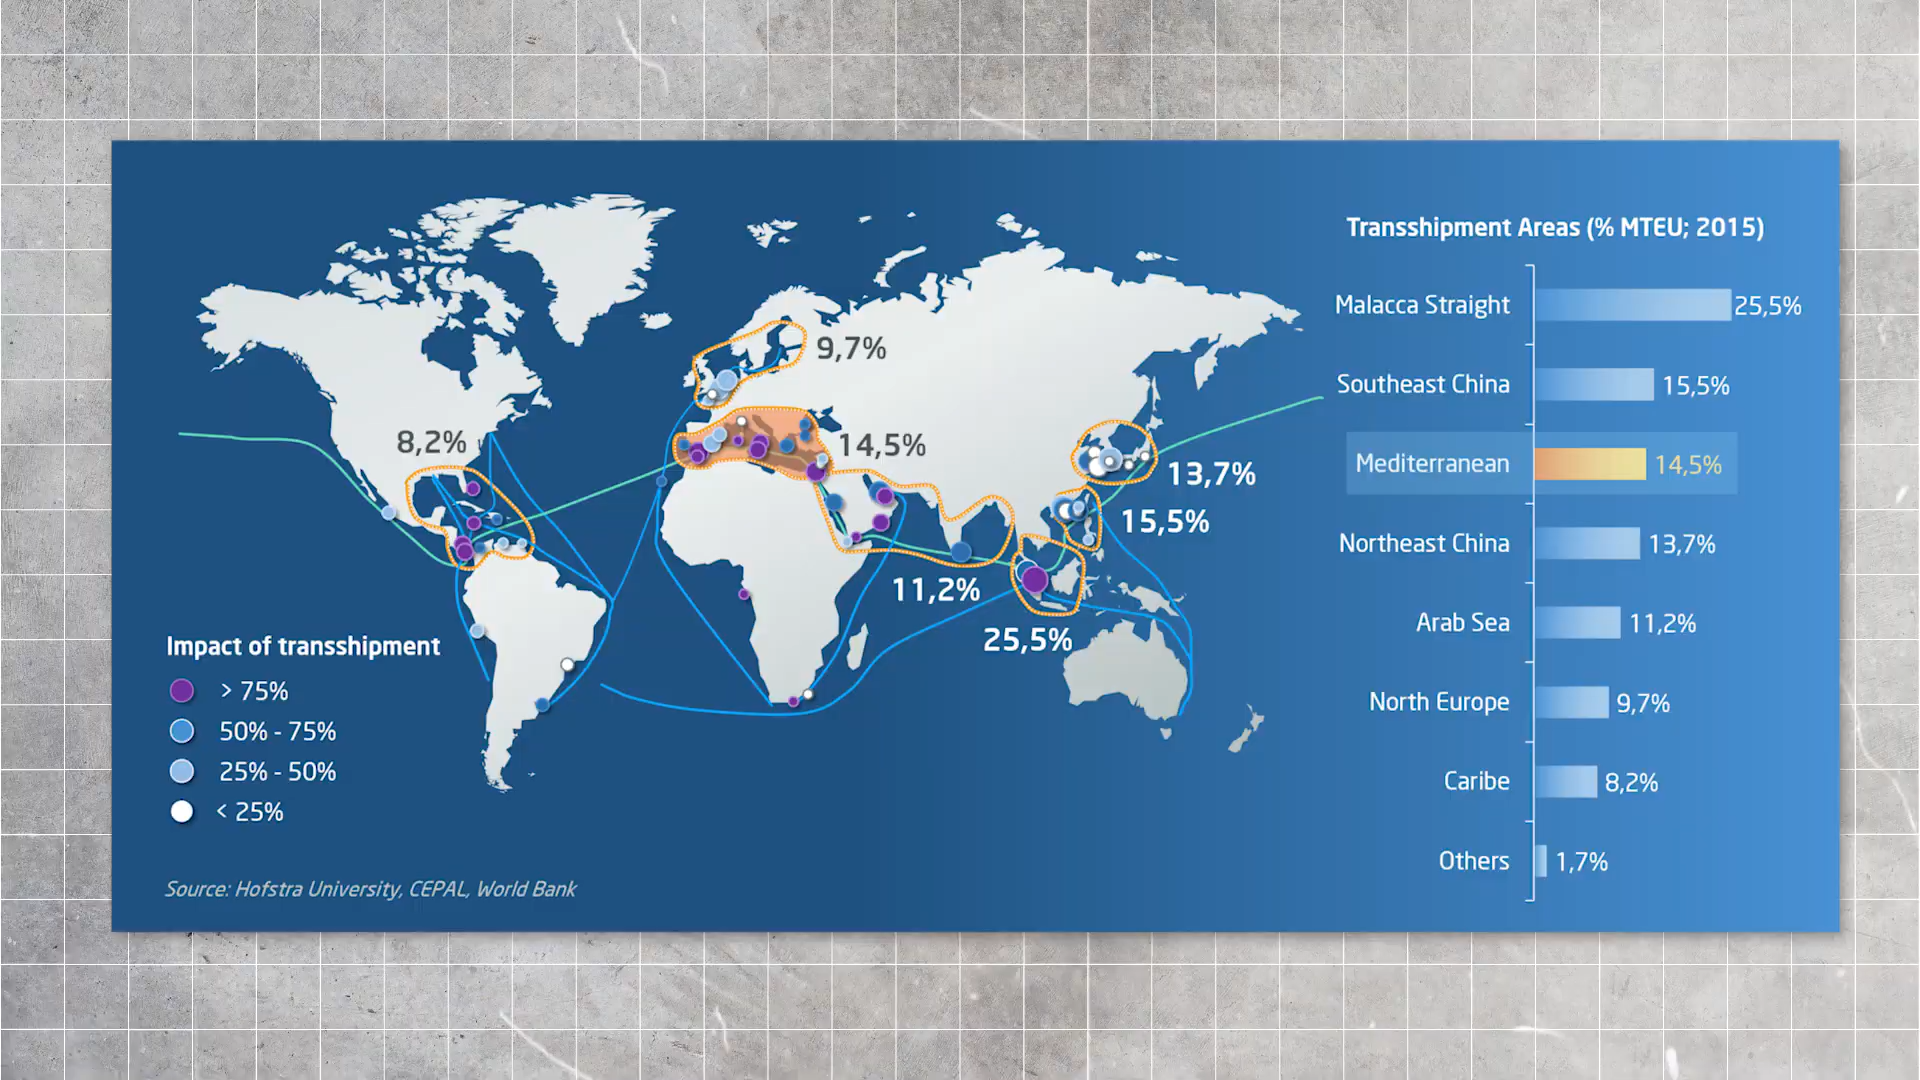 Transshipment Areas (% MTEU; 2015)
Malacca Straight 25,5%
Southeast China 15,5%
Mediterranean 14,5%
Northeast China 13,7%
Arab Sea 11,2%
North Europe 9,7%
Caribe 8,2%
Others 1,7%
9,7%
8,2%
14,5%
13,7%
15,5%
11,2%
25,5%
Impact of transshipment
> 75%
50% - 75%
25% - 50%
< 25%
Source: Hofstra University, CEPAL, World Bank